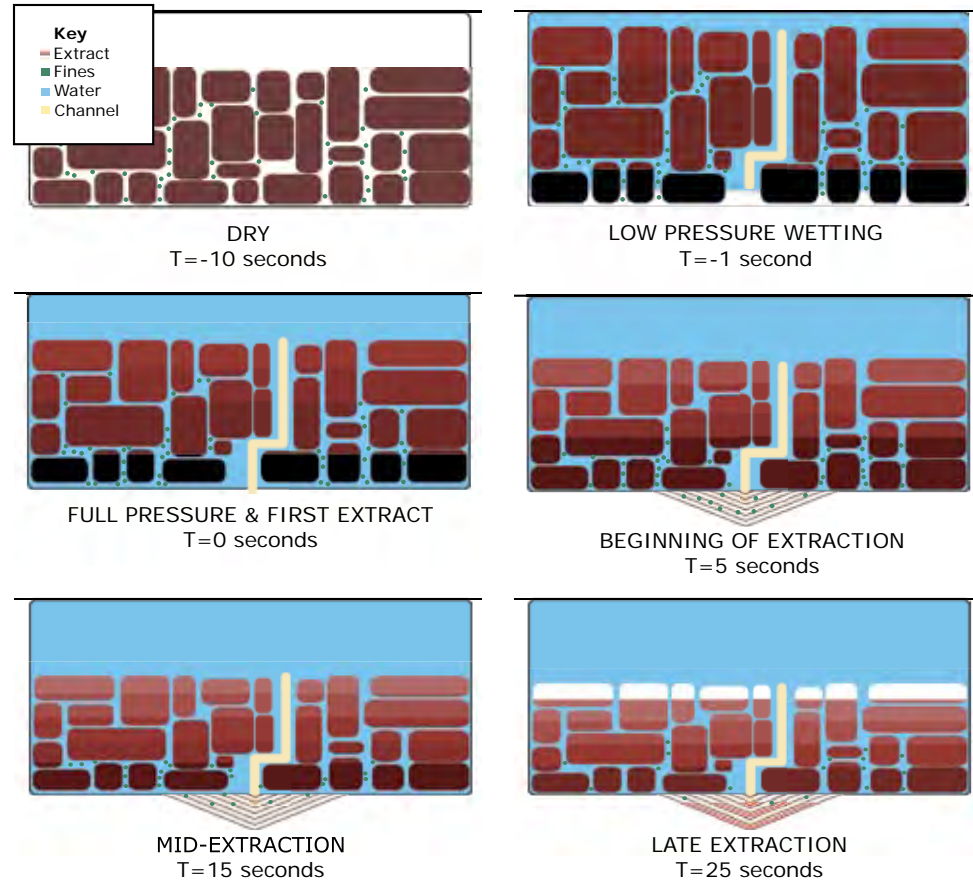 Key
Extract
Fines
Water
Channel
DRY
T=-10 seconds
LOW PRESSURE WETTING
T=-1 second
FULL PRESSURE & FIRST EXTRACT
T=0 seconds
BEGINNING OF EXTRACTION
T=5 seconds
MID-EXTRACTION
T=15 seconds
LATE EXTRACTION
T=25 seconds